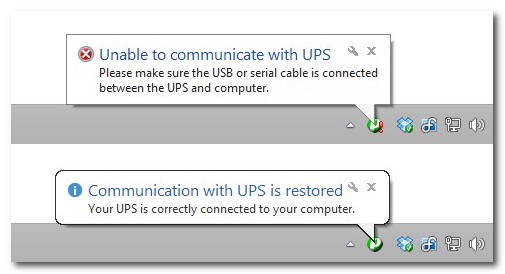 Unable to communicate with UPS
Please make sure the USB or serial cable is connected
between the UPS and computer.
Communication with UPS is restored
Your UPS is correctly connected to your computer.